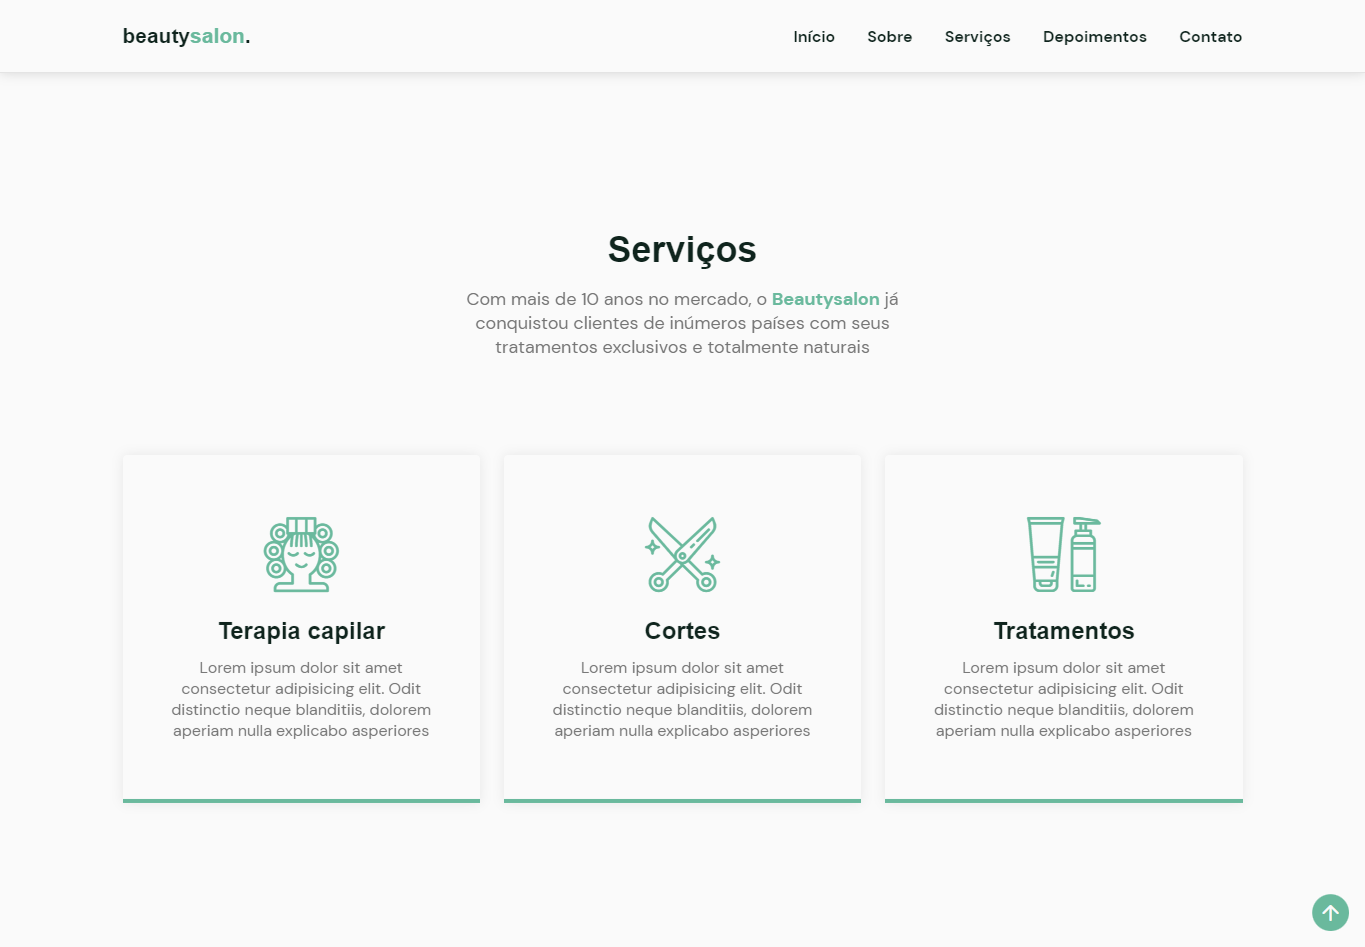 beautysalon.
Início Sobre Serviços Depoimentos Contato
Serviços
Com mais de 10 anos no mercado, o Beautysalon já
conquistou clientes de inúmeros países com seus
tratamentos exclusivos e totalmente naturais
Terapia capilar
Lorem ipsum dolor sit amet
consectetur adipisicing elit. Odit
distinctio neque blanditiis, dolorem
aperiam nulla explicabo asperiores
Cortes
Lorem ipsum dolor sit amet
consectetur adipisicing elit. Odit
distinctio neque blanditiis, dolorem
aperiam nulla explicabo asperiores
Tratamentos
Lorem ipsum dolor sit amet
consectetur adipisicing elit. Odit
distinctio neque blanditiis, dolorem
aperiam nulla explicabo asperiores